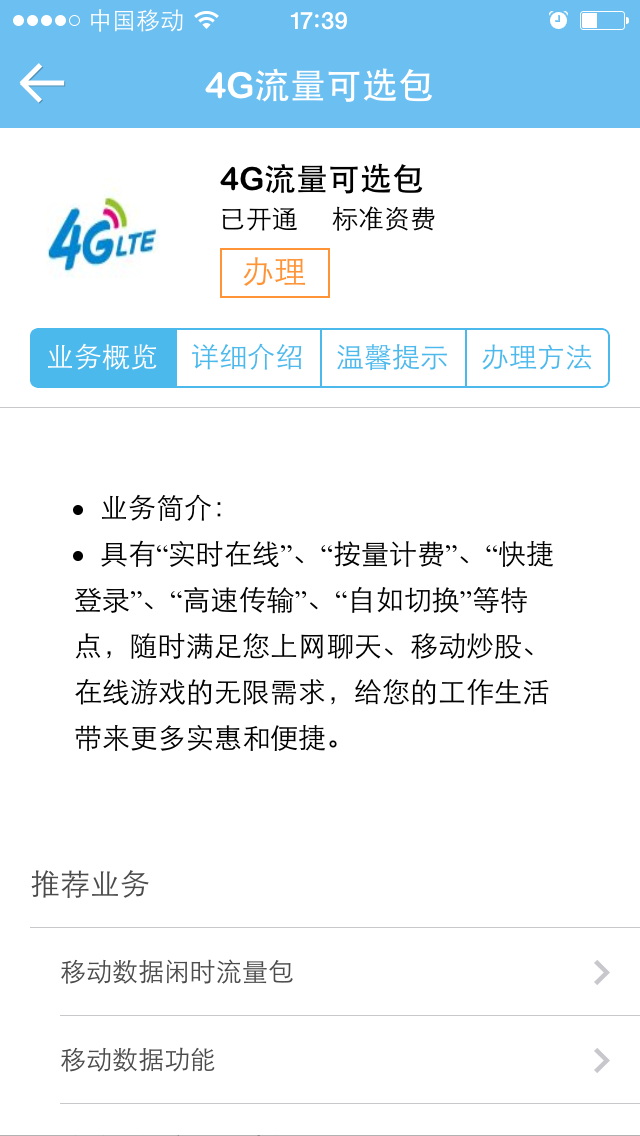 中国移动 17:39
4G流量可选包
4G LTE
4G流量可选包
已开通 标准资费
办理
业务概览 详细介绍 温馨提示 办理方法
• 业务简介：
• 具有“实时在线”、“按量计费”、“快捷
登录”、“高速传输”、“自如切换”等特
点，随时满足您上网聊天、移动炒股、
在线游戏的无限需求，给您的工作生活
带来更多实惠和便捷。
推荐业务
移动数据闲时流量包
移动数据功能